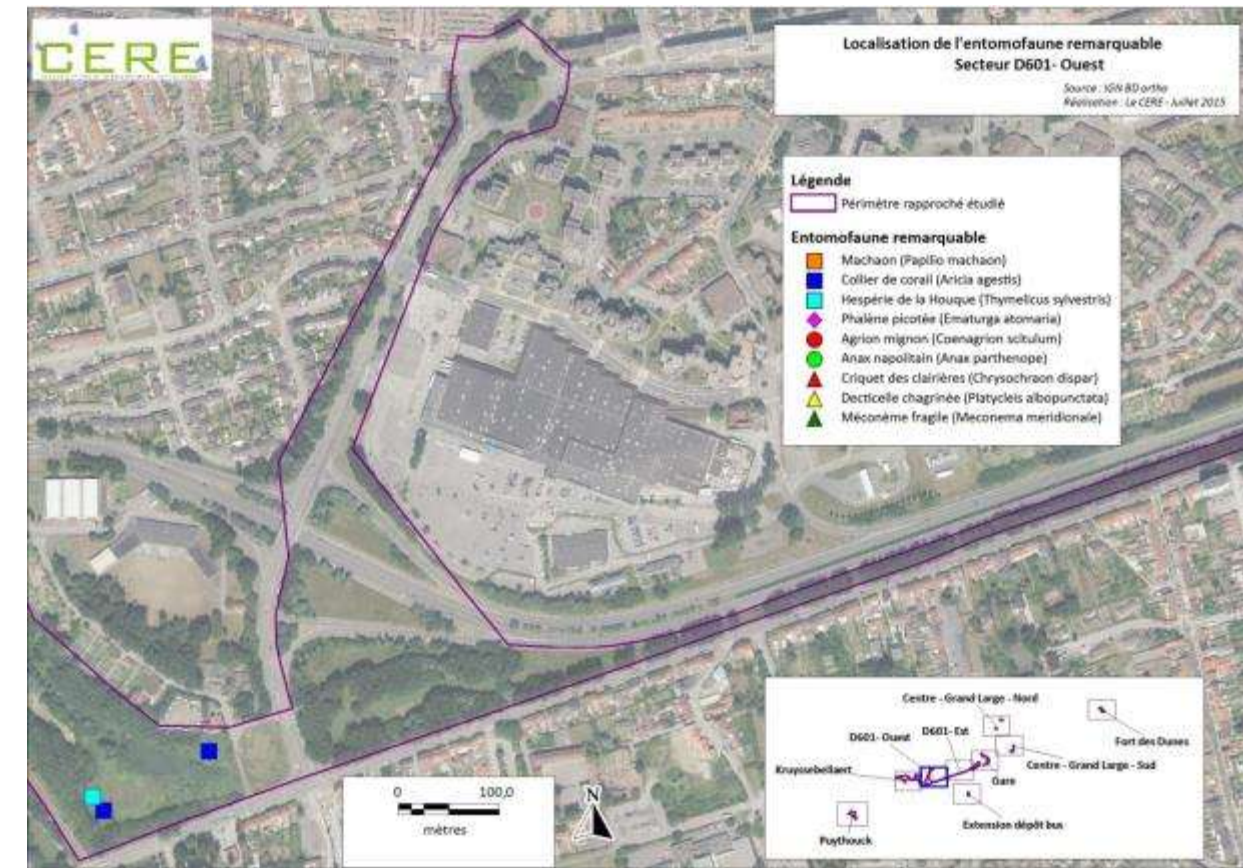 CERE
Localisation de l'entomofaune remarquable
Secteur D601- Ouest
Source : IGN BD ortho
Réalisation : Le CERE - Juillet 2015
Légende
Périmètre rapproché étudié
Entomofaune remarquable
Machaon (Papilio machaon)
Collier de corail (Aricia agestis)
Hespérie de la Houque (Thymelicus sylvestris)
Phalène picotée (Ematurga atomaria)
Agrion mignon (Coenagrion scitulum)
Anax napolitain (Anax parthenope)
Criquet des clairières (Chrysochraon dispar)
Decticelle chagrinée (Platycleis albopunctata)
Méconème fragile (Meconema meridionale)
0 100,0
mètres
N
Centre - Grand Large - Nord
D601- Ouest
D601- Est
Fort des Dunes
Centre - Grand Large - Sud
Kruyssebellaert
Gare
Extension dépôt bus
Puythouck